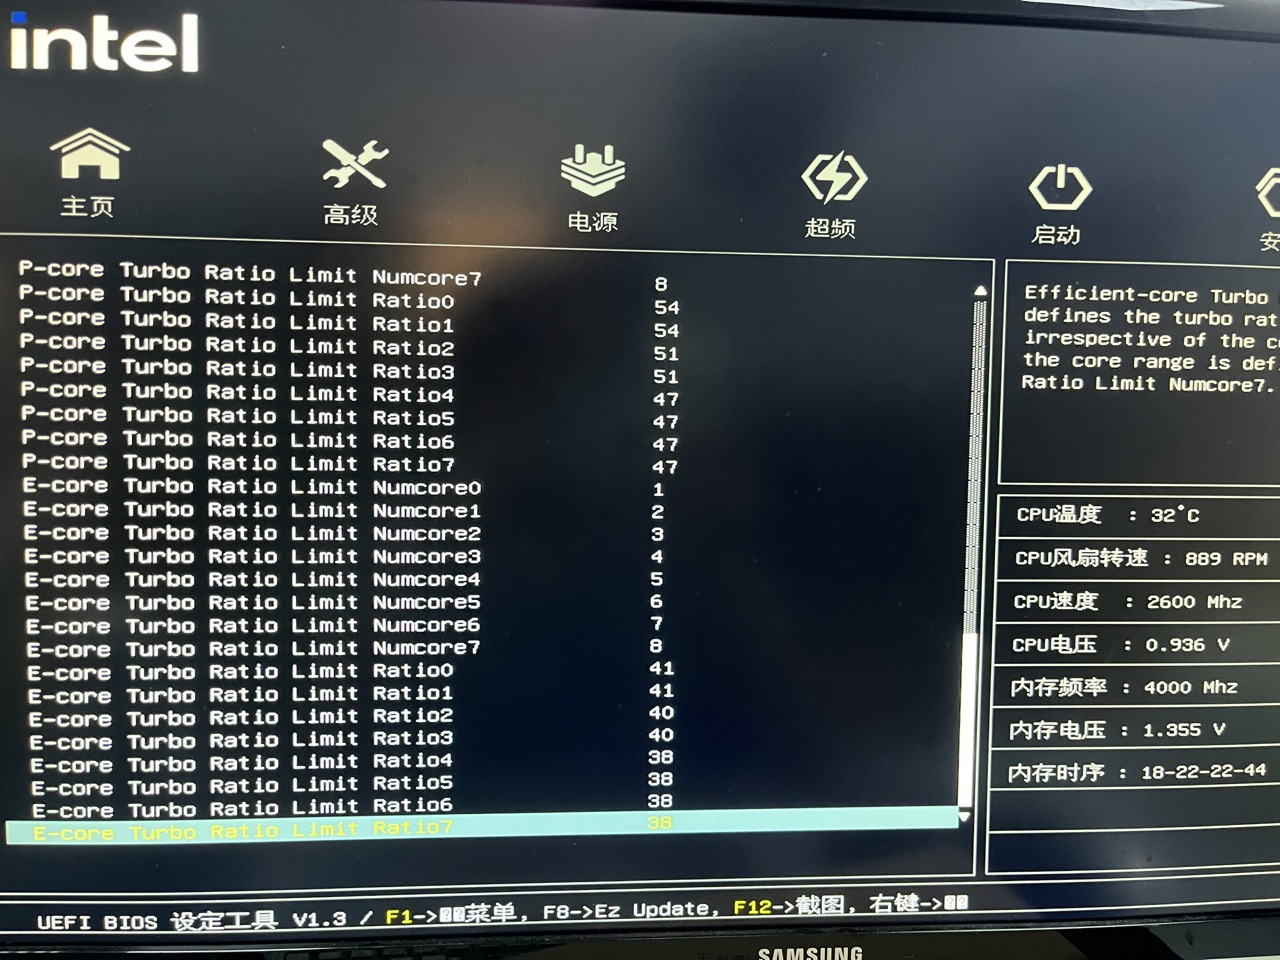 intel
主页
高级
电源
超频
启动
安
P-core Turbo Ratio Limit Numcore7 8
P-core Turbo Ratio Limit Ratio0 54
P-core Turbo Ratio Limit Ratio1 54
P-core Turbo Ratio Limit Ratio2 51
P-core Turbo Ratio Limit Ratio3 51
P-core Turbo Ratio Limit Ratio4 47
P-core Turbo Ratio Limit Ratio5 47
P-core Turbo Ratio Limit Ratio6 47
P-core Turbo Ratio Limit Ratio7 47
E-core Turbo Ratio Limit Numcore0 1
E-core Turbo Ratio Limit Numcore1 2
E-core Turbo Ratio Limit Numcore2 3
E-core Turbo Ratio Limit Numcore3 4
E-core Turbo Ratio Limit Numcore4 5
E-core Turbo Ratio Limit Numcore5 6
E-core Turbo Ratio Limit Numcore6 7
E-core Turbo Ratio Limit Numcore7 8
E-core Turbo Ratio Limit Ratio0 41
E-core Turbo Ratio Limit Ratio1 41
E-core Turbo Ratio Limit Ratio2 40
E-core Turbo Ratio Limit Ratio3 40
E-core Turbo Ratio Limit Ratio4 38
E-core Turbo Ratio Limit Ratio5 38
E-core Turbo Ratio Limit Ratio6 38
E-core Turbo Ratio Limit Ratio7 38
Efficient-core Turbo
defines the turbo rat
irrespective of the c
the core range is def
Ratio Limit Numcore7.
CPU温度 : 32°C
CPU风扇转速 : 889 RPM
CPU速度 : 2600 Mhz
CPU电压 : 0.936 V
内存频率 : 4000 Mhz
内存电压 : 1.355 V
内存时序 : 18-22-22-44
UEFI BIOS 设定工具 V1.3 / F1->菜单, F8->Ez Update, F12->截图, 右键->
SAMSUNG